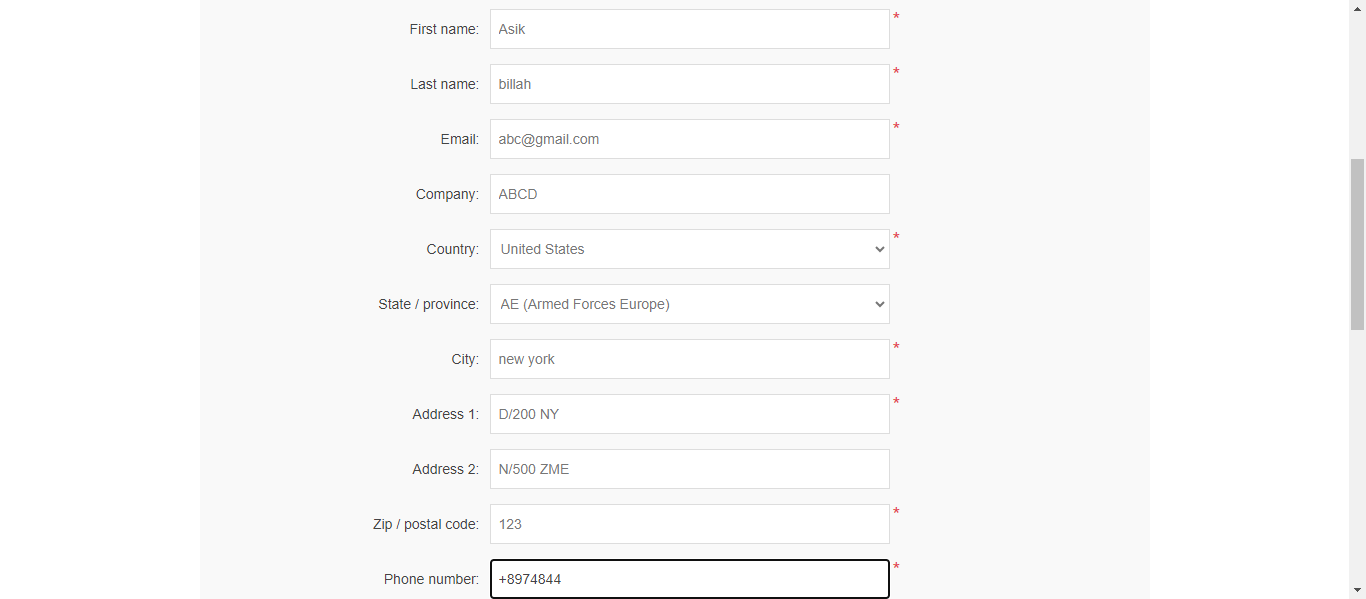 First name: Asik *
Last name: billah *
Email: abc@gmail.com *
Company: ABCD
Country: United States *
State / province: AE (Armed Forces Europe)
City: new york *
Address 1: D/200 NY *
Address 2: N/500 ZME
Zip / postal code: 123 *
Phone number: +8974844 *